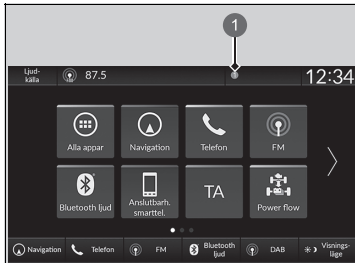 1
Ljud-
källa
87.5
12:34
Alla appar
Navigation
Telefon
FM
Bluetooth ljud
Anslutbarh.
smarttel.
TA
Power flow
Navigation
Telefon
FM
Bluetooth
ljud
DAB
Visnings-
läge